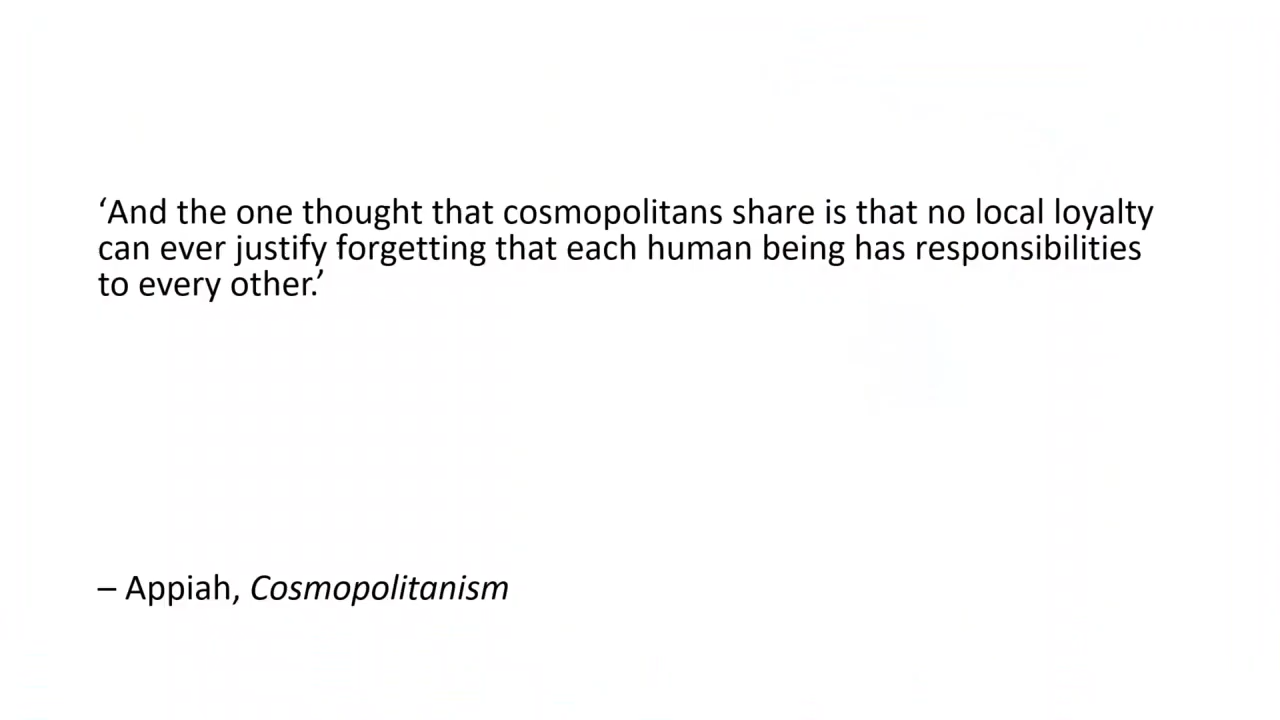 ‘And the one thought that cosmopolitans share is that no local loyalty
can ever justify forgetting that each human being has responsibilities
to every other.’
– Appiah, Cosmopolitanism